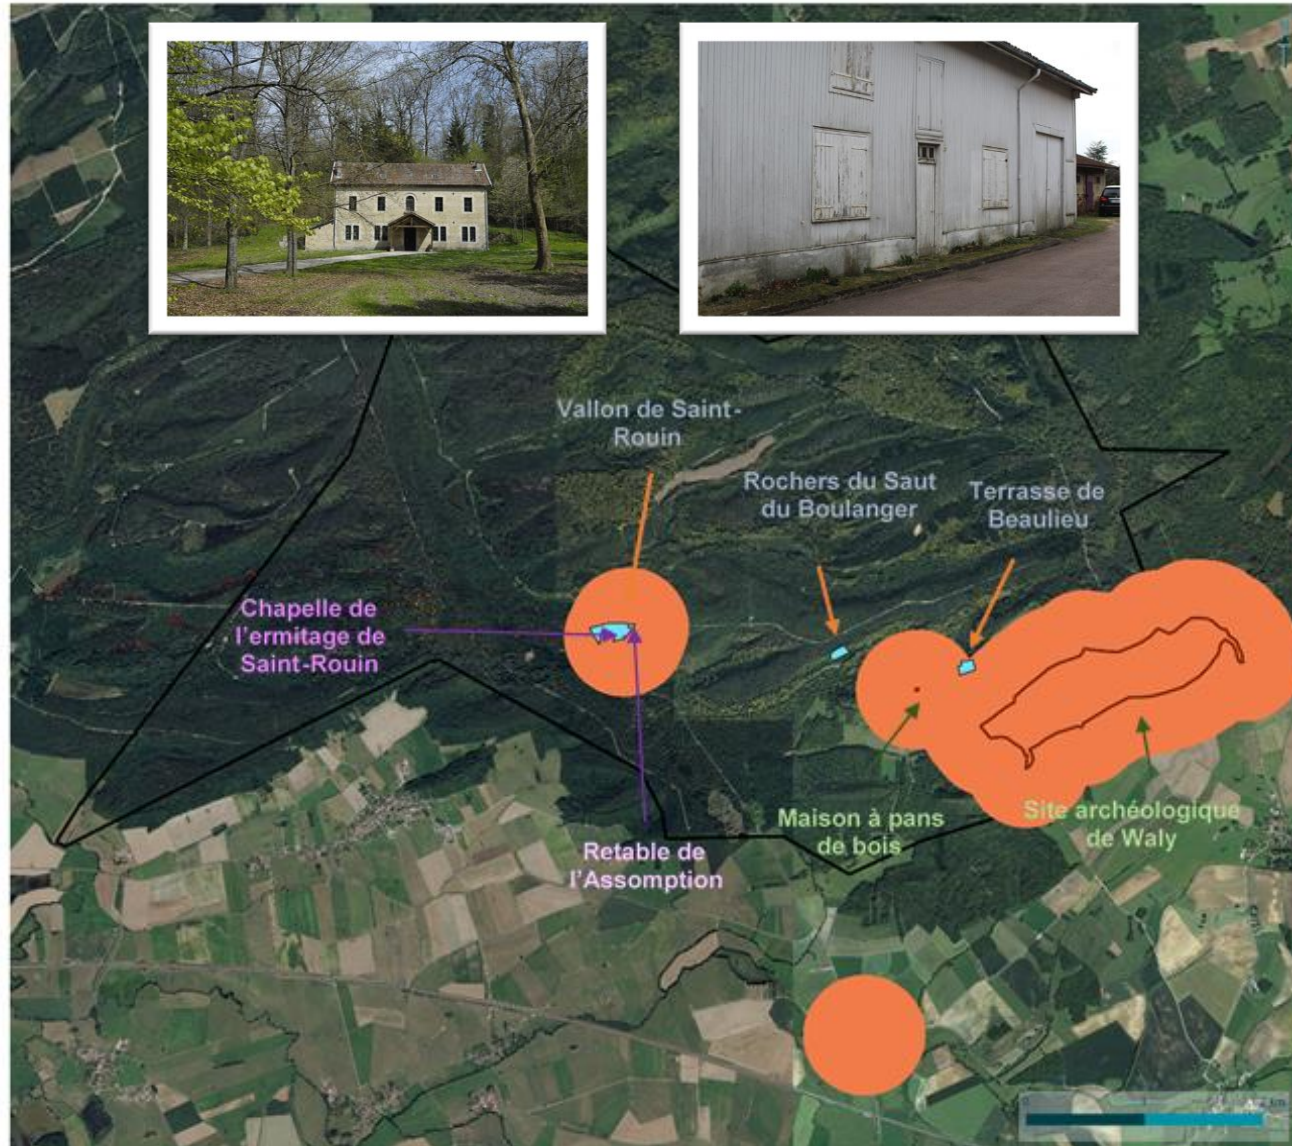 Vallon de Saint-
Rouin
Rochers du Saut
du Boulanger
Terrasse de
Beaulieu
Chapelle de
l'ermitage de
Saint-Rouin
Maison à pans
de bois
Site archéologique
de Waly
Retable de
l'Assomption